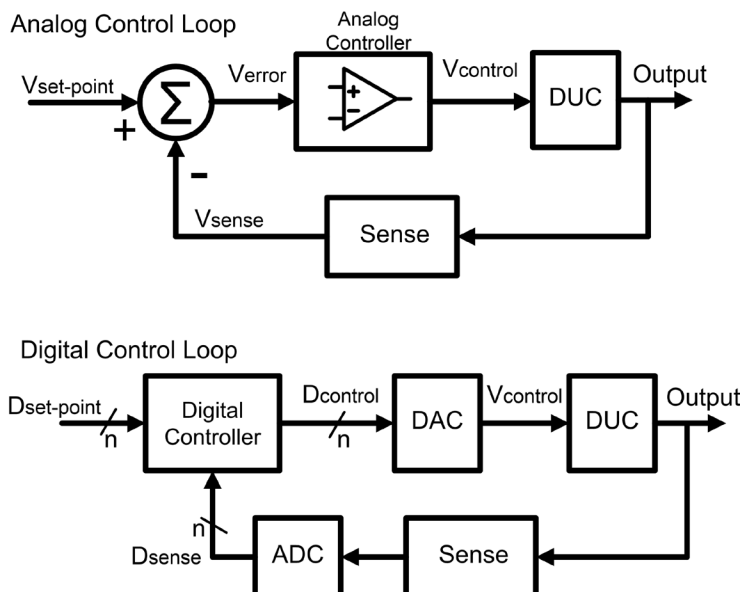 Analog Control Loop
Analog
Controller
Vset-point
+
Σ
-
Verror
+
-
Vcontrol
DUC
Output
Vsense
Sense
Digital Control Loop
Dset-point
n
Digital
Controller
Dcontrol
n
DAC
Vcontrol
DUC
Output
n
Dsense
ADC
Sense